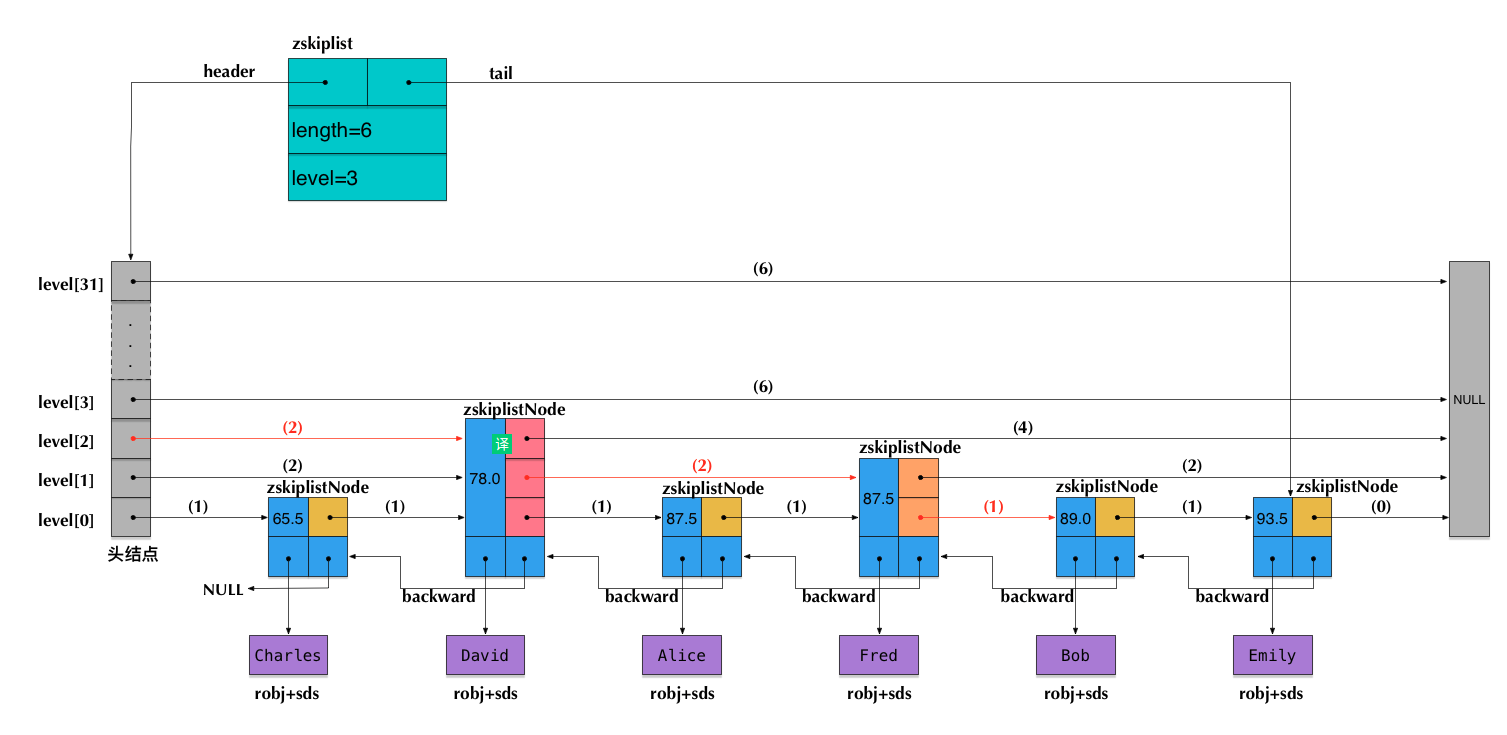 zskiplist
header
tail
length=6
level=3
level[31]
(6)
.
.
.
level[3]
(6)
NULL
zskiplistNode
level[2]
(2)
译
(4)
zskiplistNode
level[1]
(2)
78.0
(2)
(2)
zskiplistNode
zskiplistNode
87.5
zskiplistNode
zskiplistNode
level[0]
(1)
65.5
(1)
(1)
87.5
(1)
(1)
89.0
(1)
93.5
(0)
头结点
NULL
backward
backward
backward
backward
backward
Charles
David
Alice
Fred
Bob
Emily
robj+sds
robj+sds
robj+sds
robj+sds
robj+sds
robj+sds